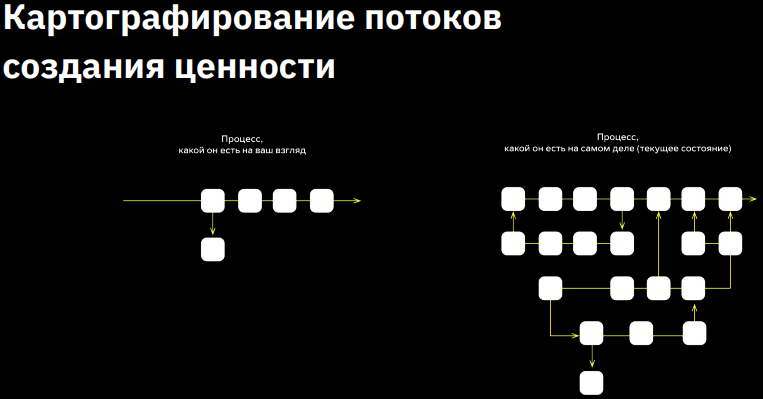 Картографирование потоков
создания ценности
Процесс,
какой он есть на ваш взгляд
Процесс,
какой он есть на самом деле (текущее состояние)